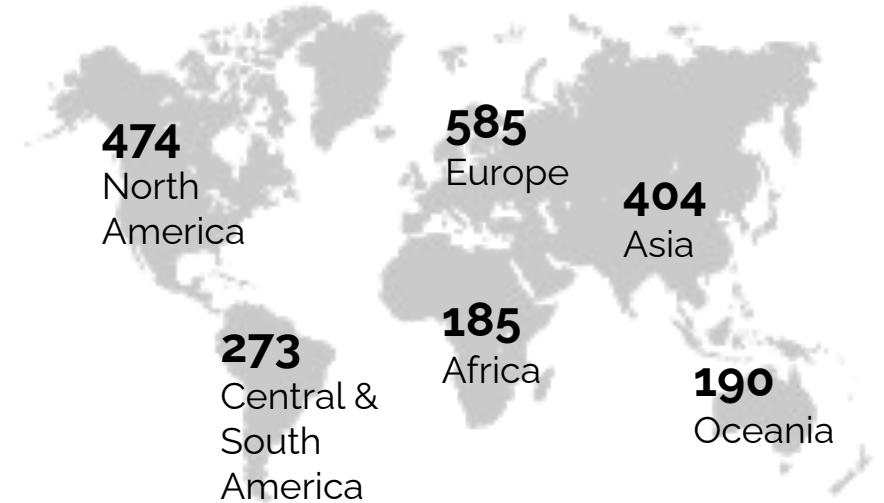 474
North
America
585
Europe
404
Asia
273
Central &
South
America
185
Africa
190
Oceania